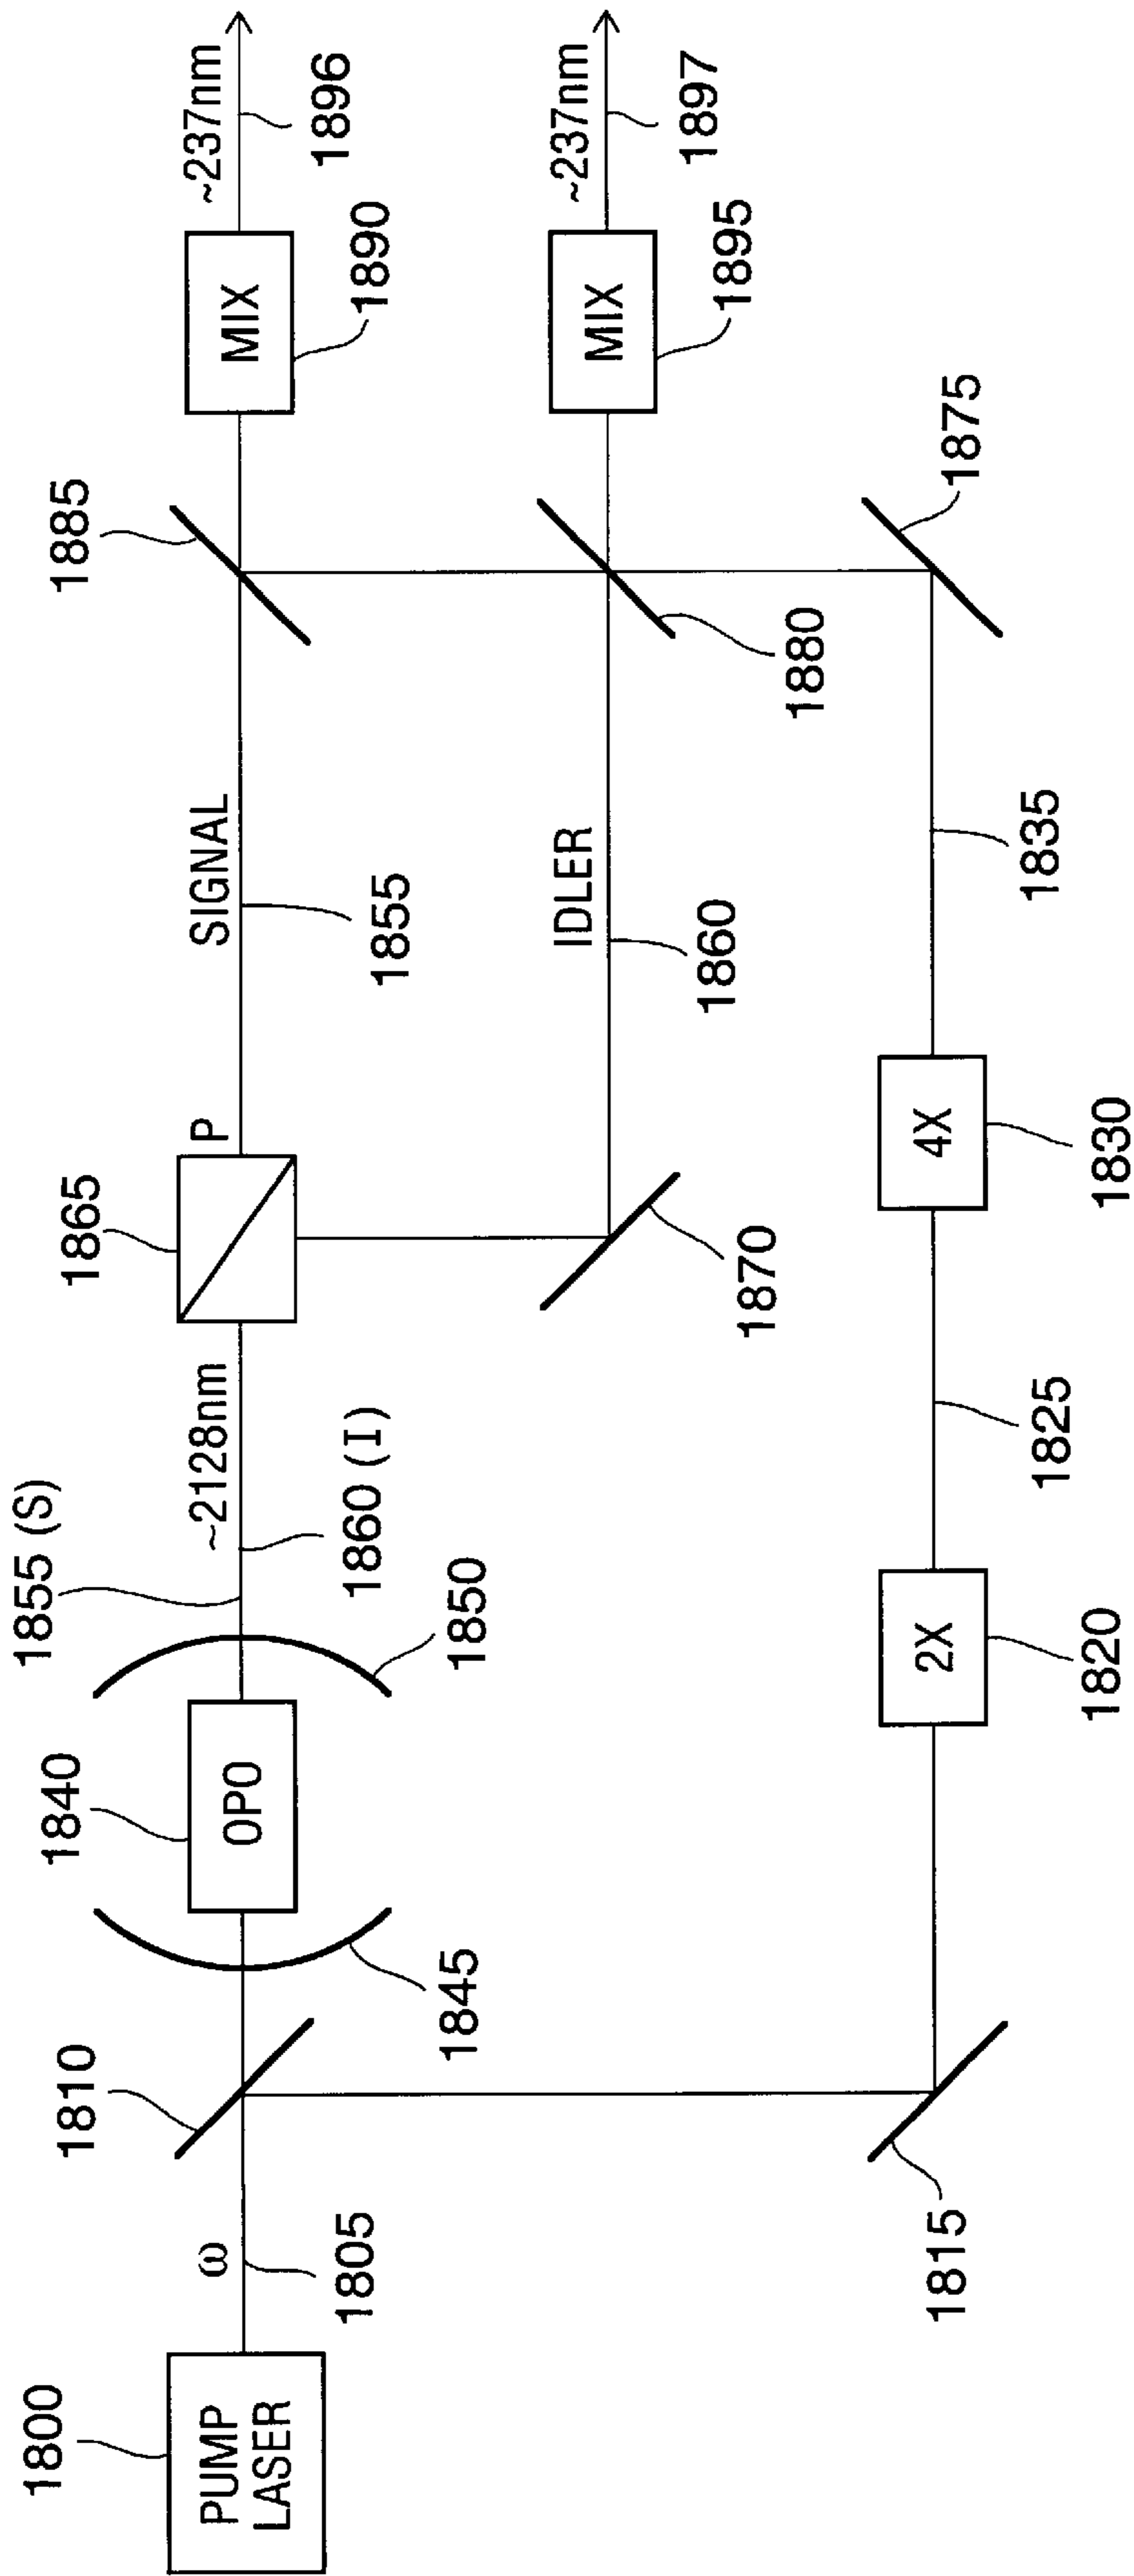 1800
PUMP
LASER
ω
1805
1810
1815
1840
OPO
1845
1850
1855 (S)
1860 (I)
~2128nm
1865
P
SIGNAL
1855
1870
IDLER
1860
1820
2X
1825
1830
4X
1835
1875
1880
1885
MIX
1890
~237nm
1896
MIX
1895
~237nm
1897